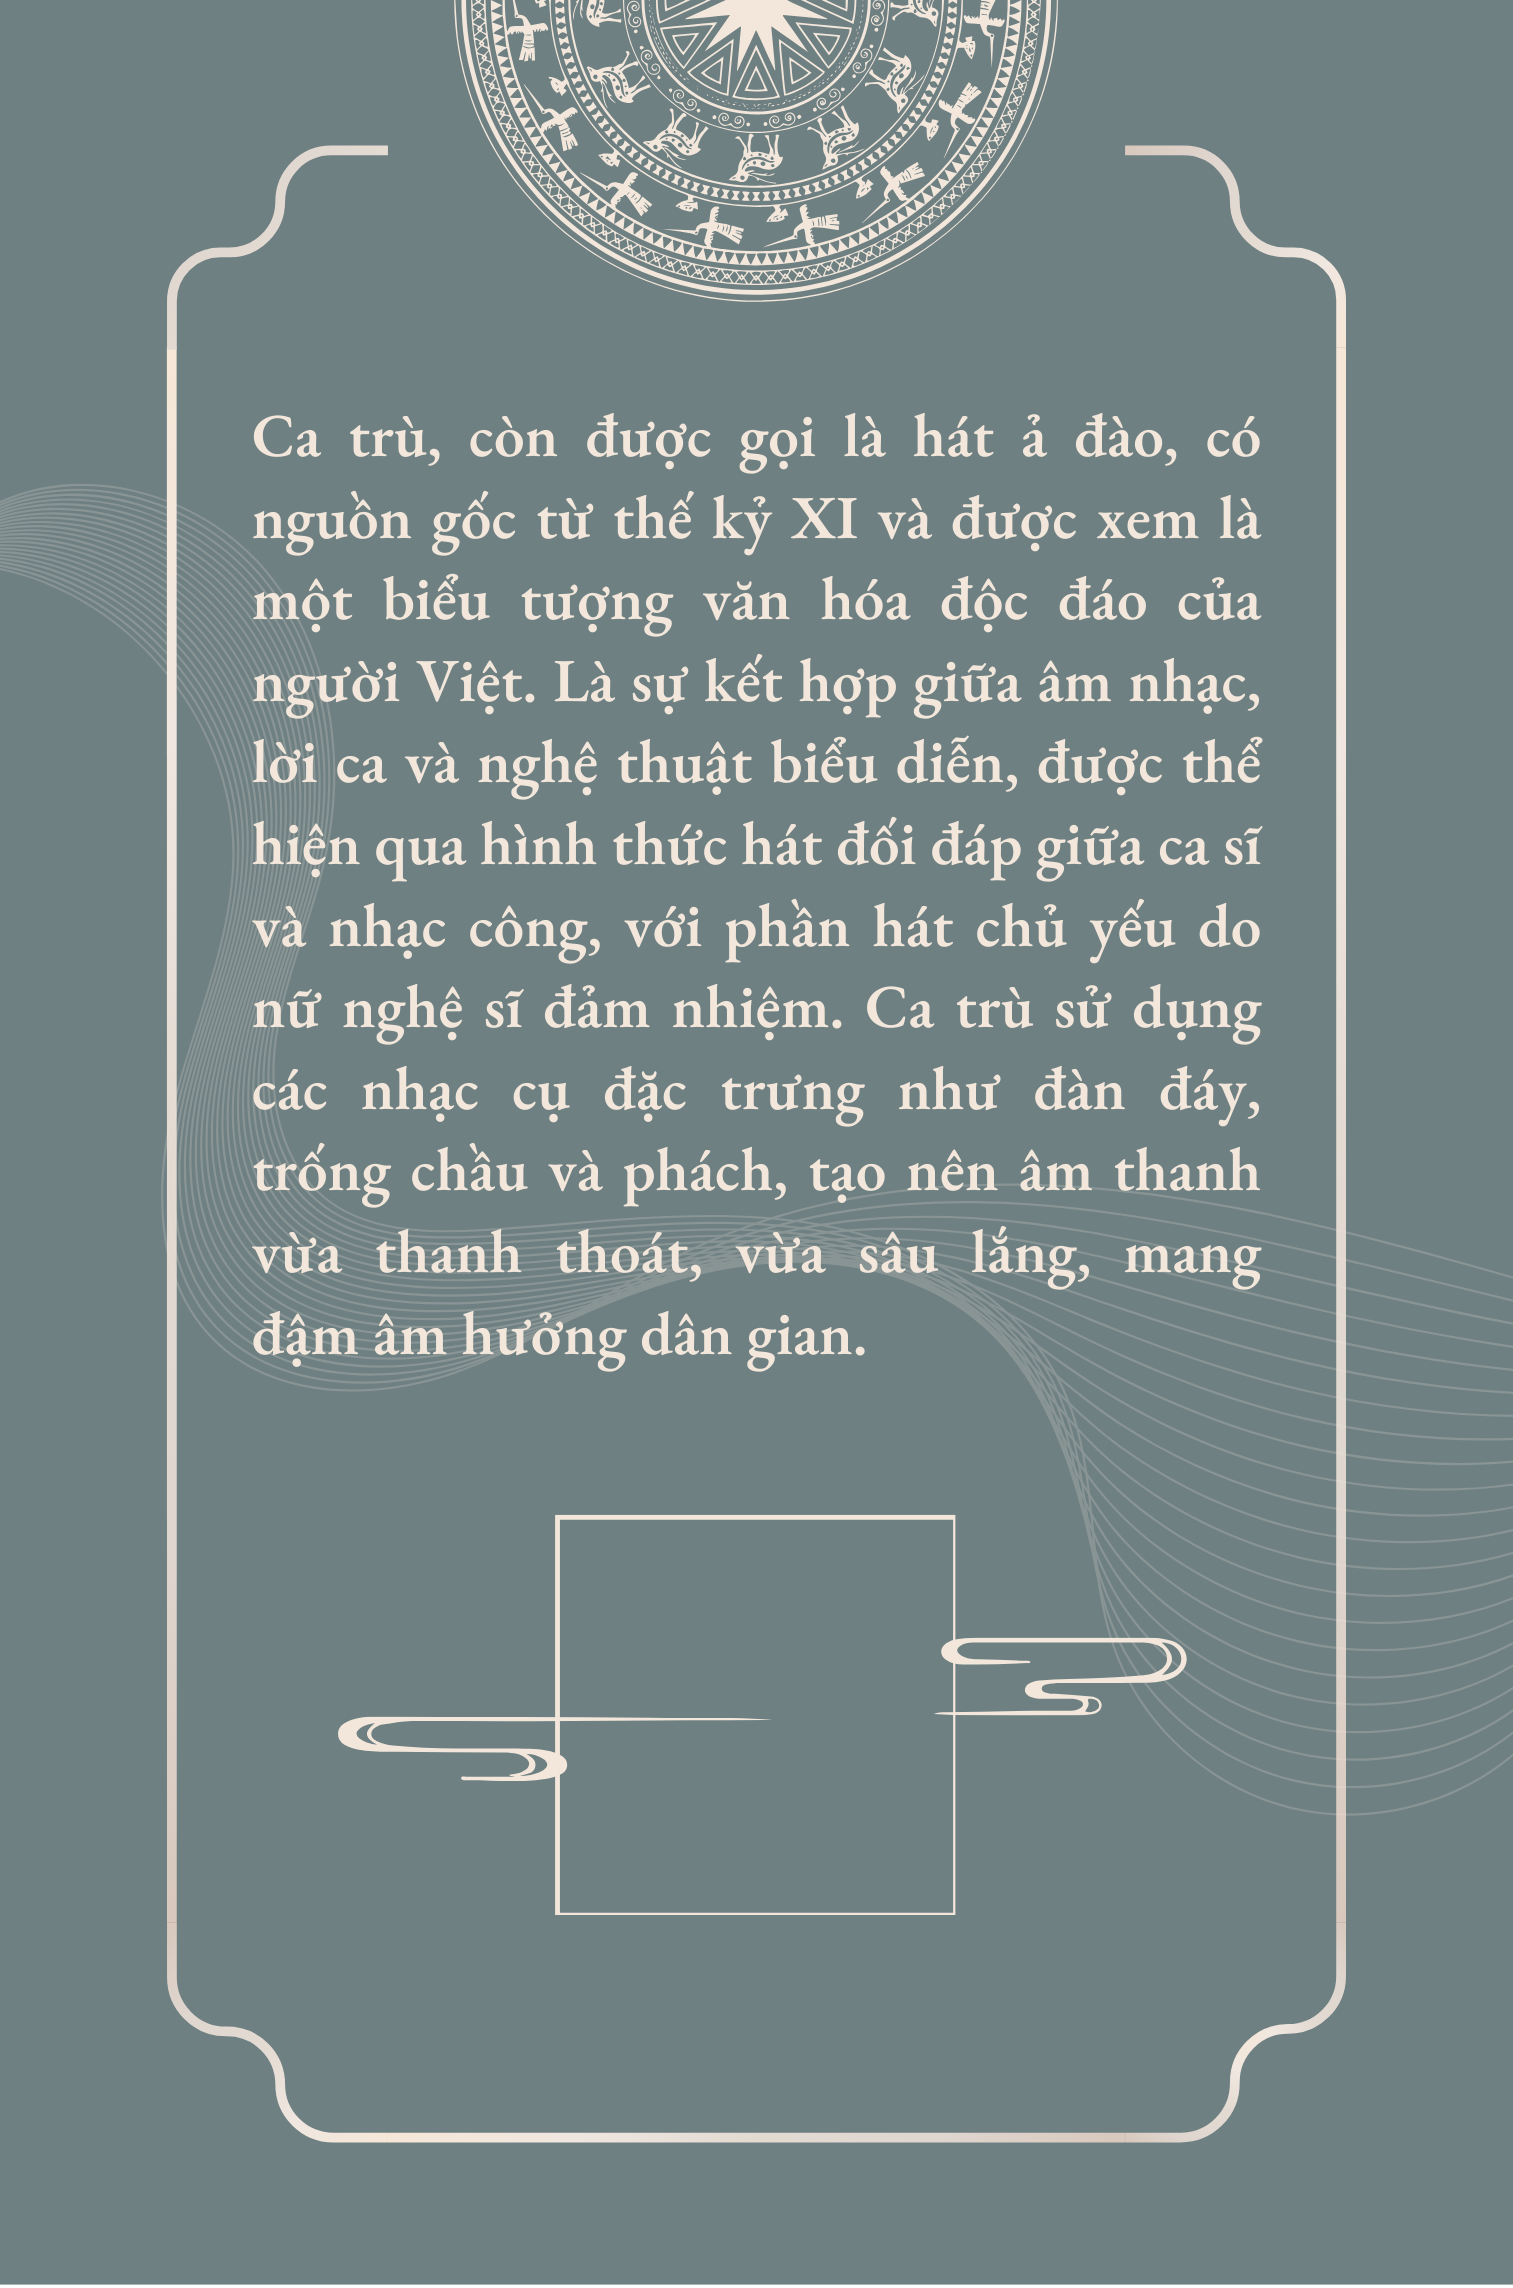 Ca trù, còn được gọi là hát ả đào, có
nguồn gốc từ thế kỷ XI và được xem là
một biểu tượng văn hóa độc đáo của
người Việt. Là sự kết hợp giữa âm nhạc,
lời ca và nghệ thuật biểu diễn, được thể
hiện qua hình thức hát đối đáp giữa ca sĩ
và nhạc công, với phần hát chủ yếu do
nữ nghệ sĩ đảm nhiệm. Ca trù sử dụng
các nhạc cụ đặc trưng như đàn đáy,
trống chầu và phách, tạo nên âm thanh
vừa thanh thoát, vừa sâu lắng, mang
đậm âm hưởng dân gian.